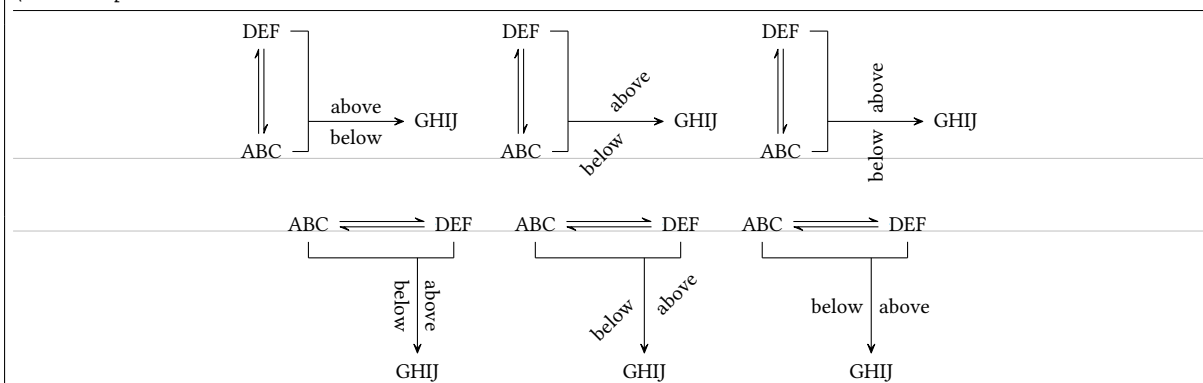 DEF DEF DEF
above above above
GHIJ GHIJ GHIJ
below below below
ABC ABC ABC
ABC DEF ABC DEF ABC DEF
below above below above below above
GHIJ GHIJ GHIJ